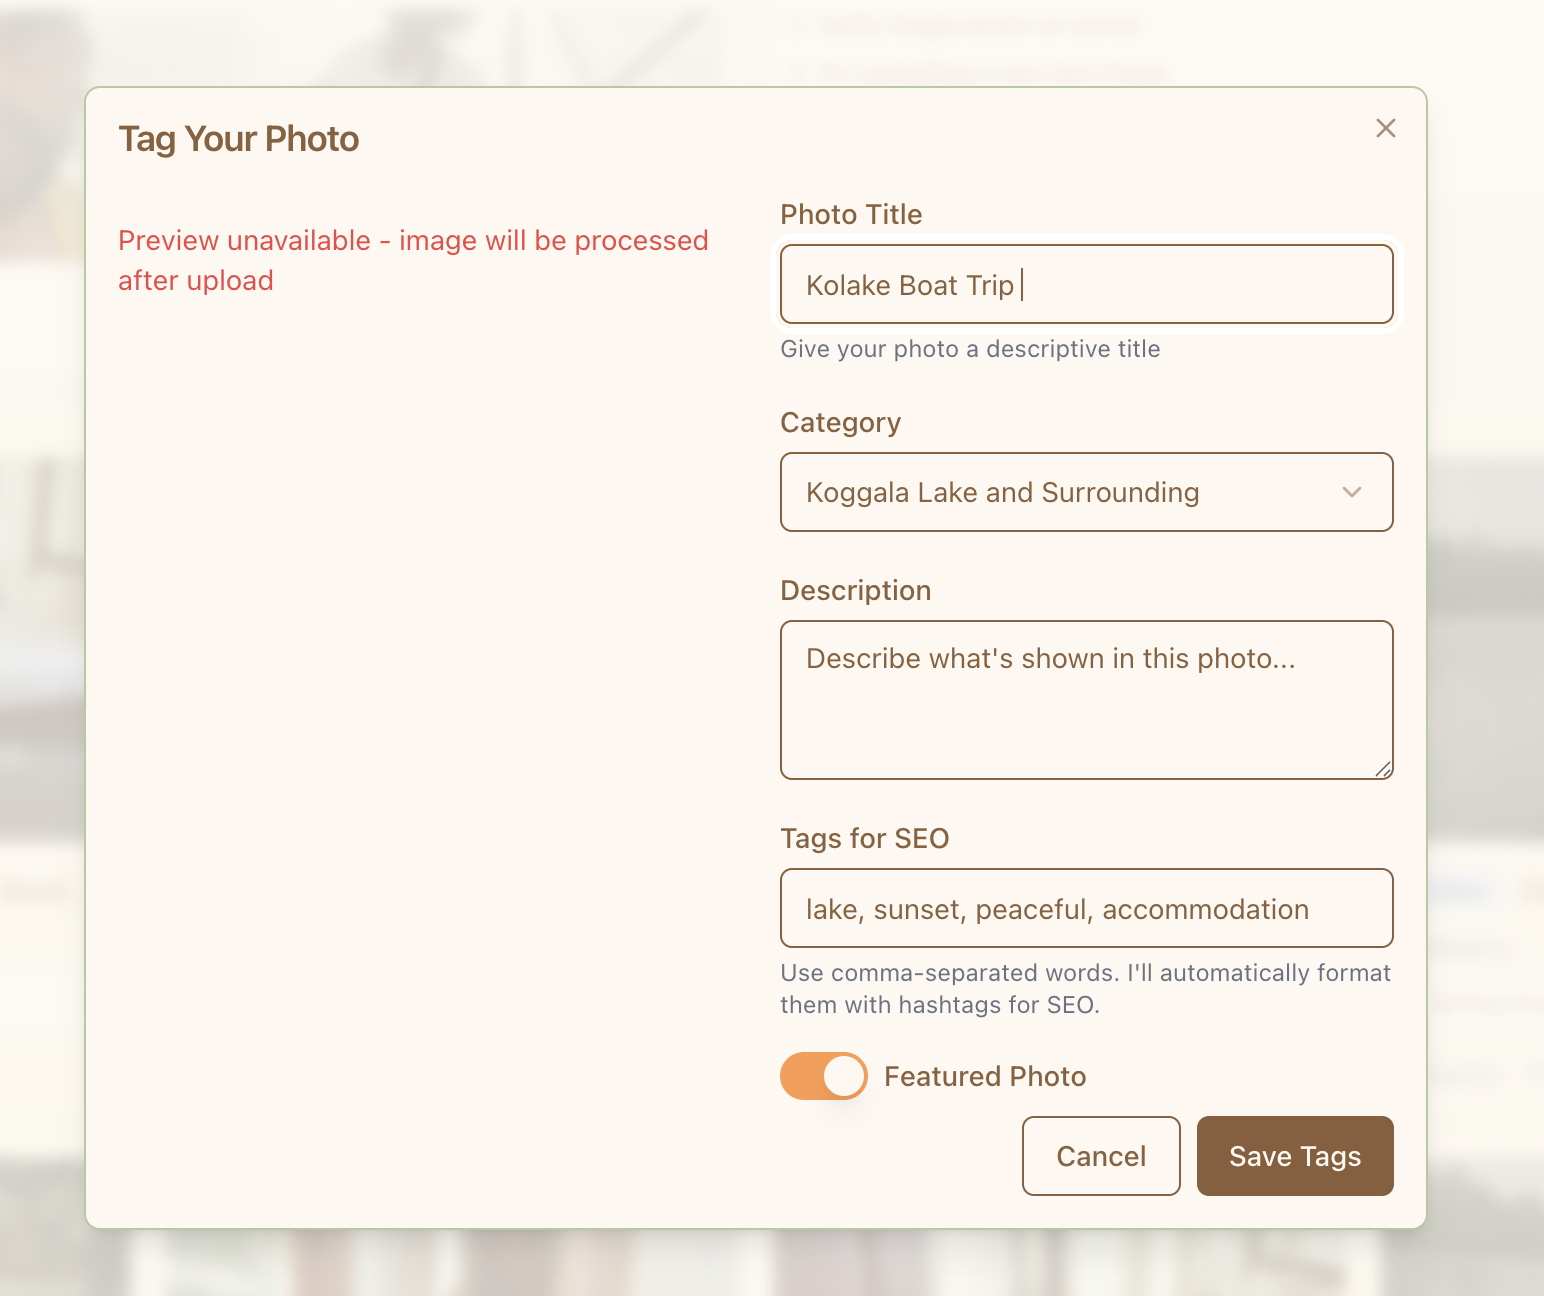 Tag Your Photo
Preview unavailable - image will be processed
after upload
Photo Title
Kolake Boat Trip
Give your photo a descriptive title
Category
Koggala Lake and Surrounding
Description
Describe what's shown in this photo...
Tags for SEO
lake, sunset, peaceful, accommodation
Use comma-separated words. I'll automatically format
them with hashtags for SEO.
Featured Photo
Cancel
Save Tags